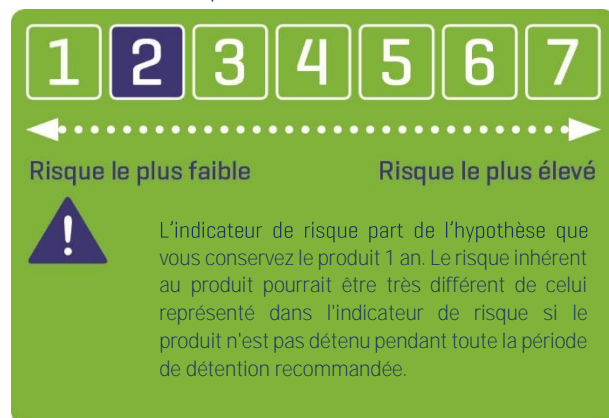 1 2 3 4 5 6 7
Risque le plus faible Risque le plus élevé
!
L'indicateur de risque part de l'hypothèse que
vous conservez le produit 1 an. Le risque inhérent
au produit pourrait être très différent de celui
représenté dans l'indicateur de risque si le
produit n'est pas détenu pendant toute la période
de détention recommandée.